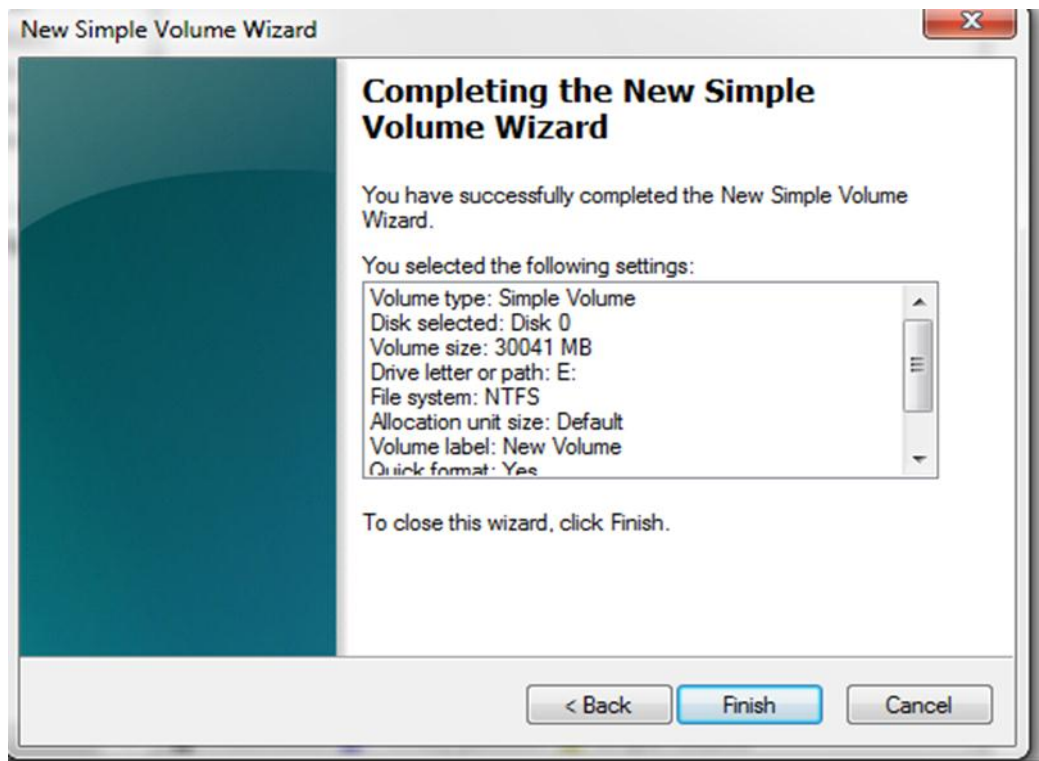 New Simple Volume Wizard
Completing the New Simple
Volume Wizard
You have successfully completed the New Simple Volume
Wizard.
You selected the following settings:
Volume type: Simple Volume
Disk selected: Disk 0
Volume size: 30041 MB
Drive letter or path: E:
File system: NTFS
Allocation unit size: Default
Volume label: New Volume
Quick format: Yes
To close this wizard, click Finish.
< Back Finish Cancel